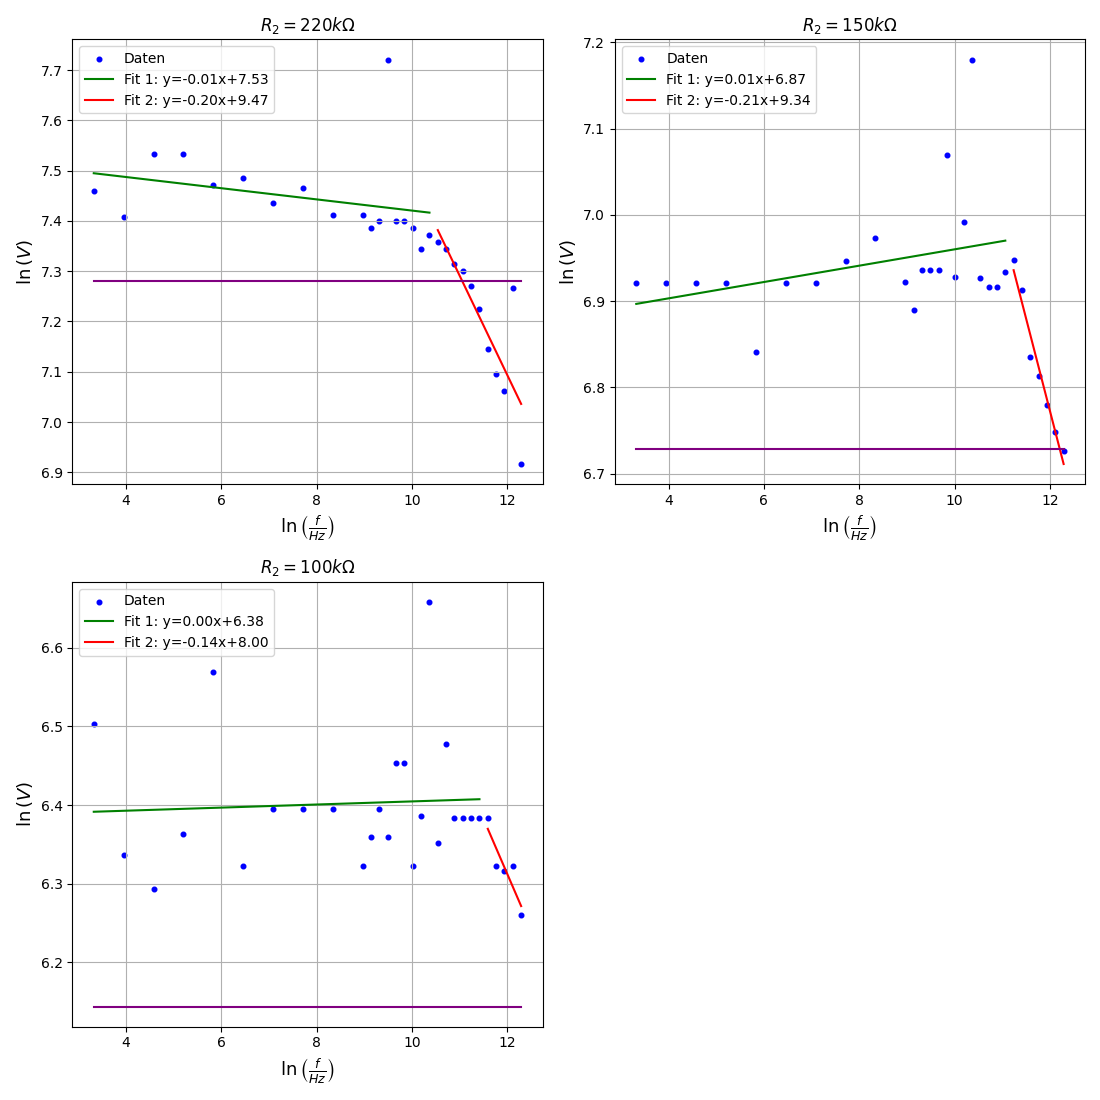 R₂ = 220kΩ
ln (V)
7.7
7.6
7.5
7.4
7.3
7.2
7.1
7.0
6.9
Daten
Fit 1: y=-0.01x+7.53
Fit 2: y=-0.20x+9.47
4 6 8 10 12
ln (f/Hz)
R₂ = 150kΩ
ln (V)
7.2
7.1
7.0
6.9
6.8
6.7
Daten
Fit 1: y=0.01x+6.87
Fit 2: y=-0.21x+9.34
4 6 8 10 12
ln (f/Hz)
R₂ = 100kΩ
ln (V)
6.6
6.5
6.4
6.3
6.2
Daten
Fit 1: y=0.00x+6.38
Fit 2: y=-0.14x+8.00
4 6 8 10 12
ln (f/Hz)